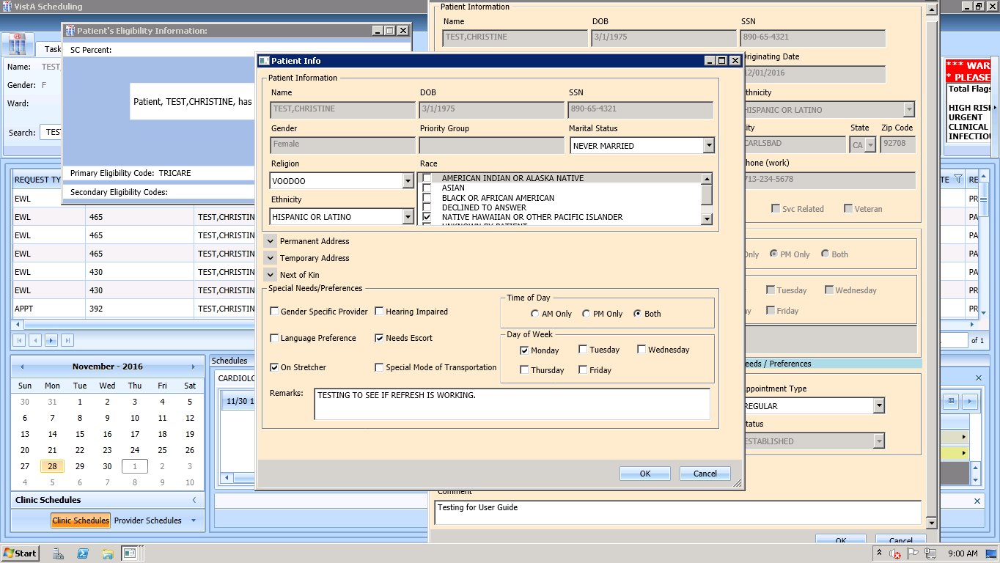 VistA Scheduling
Patient's Eligibility Information:
SC Percent:
Task
Name: TEST,
Gender: F
Ward:
Search: TES
Patient, TEST,CHRISTINE, has
Primary Eligibility Code: TRICARE
Secondary Eligibility Codes:
Patient Information
Name DOB SSN
TEST,CHRISTINE 3/1/1975 890-65-4321
Originating Date
12/01/2016
Ethnicity
HISPANIC OR LATINO
City State Zip Code
CARLSBAD CA 92708
Phone (work)
713-234-5678
Svc Related Veteran
Only PM Only Both
Tuesday Wednesday
Friday
Needs / Preferences
Appointment Type
REGULAR
Status
ESTABLISHED
Comment
Testing for User Guide
OK Cancel
*** WAR
* PLEASE
Total Flags
HIGH RISK
URGENT
CLINICAL
INFECTIOU
Patient Info
Patient Information
Name DOB SSN
TEST,CHRISTINE 3/1/1975 890-65-4321
Gender Priority Group Marital Status
Female NEVER MARRIED
Religion Race
VOODOO
AMERICAN INDIAN OR ALASKA NATIVE
ASIAN
BLACK OR AFRICAN AMERICAN
DECLINED TO ANSWER
NATIVE HAWAIIAN OR OTHER PACIFIC ISLANDER
UNKNOWN BY PATIENT
Ethnicity
HISPANIC OR LATINO
Permanent Address
Temporary Address
Next of Kin
Special Needs/Preferences
Gender Specific Provider Hearing Impaired
Language Preference Needs Escort
On Stretcher Special Mode of Transportation
Time of Day
AM Only PM Only Both
Day of Week
Monday Tuesday Wednesday
Thursday Friday
Remarks: TESTING TO SEE IF REFRESH IS WORKING.
OK Cancel
REQUEST TY
EWL
EWL 465 TEST,CHRISTIN
EWL 465 TEST,CHRISTIN
EWL 465 TEST,CHRISTIN
EWL 430 TEST,CHRISTIN
EWL 430 TEST,CHRISTIN
APPT 392 TEST,CHRISTIN
TE RE
PR
PA
PR
PA
PA
PA
PR
of 1
November - 2016
Sun Mon Tue Wed Thu Fri Sat
30 31 1 2 3 4 5
6 7 8 9 10 11 12
13 14 15 16 17 18 19
20 21 22 23 24 25 26
27 28 29 30 1 2 3
4 5 6 7 8 9 10
Clinic Schedules
Clinic Schedules Provider Schedules
Schedules
CARDIOLO
11/30 1
Start
9:00 AM